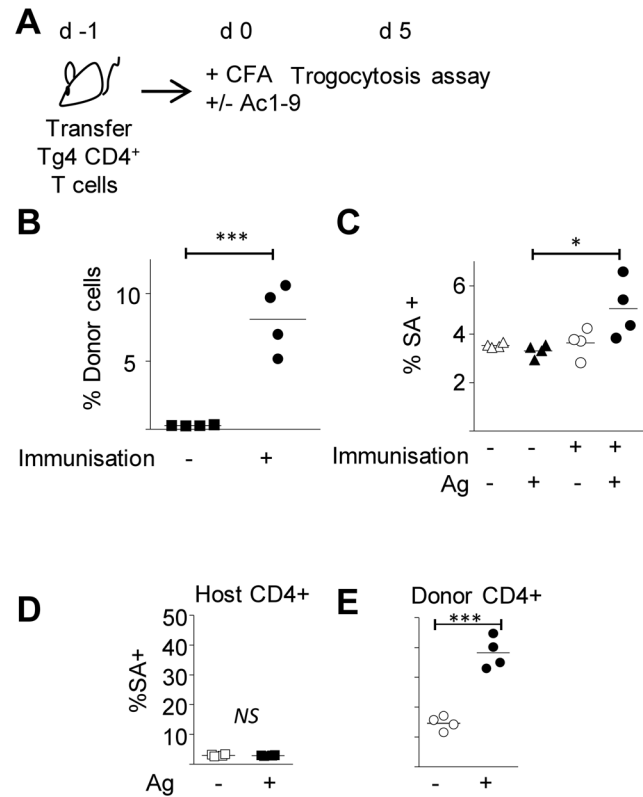 A
d -1 d 0 d 5
+ CFA Trogocytosis assay
+/- Ac1-9
Transfer
Tg4 CD4+
T cells
B
***
% Donor cells
10
5
Immunisation - +
C
*
% SA +
6
4
2
Immunisation - - + +
Ag - + - +
D
Host CD4+
%SA+
50
40
30
20
10
NS
Ag - +
E
Donor CD4+
***
- +